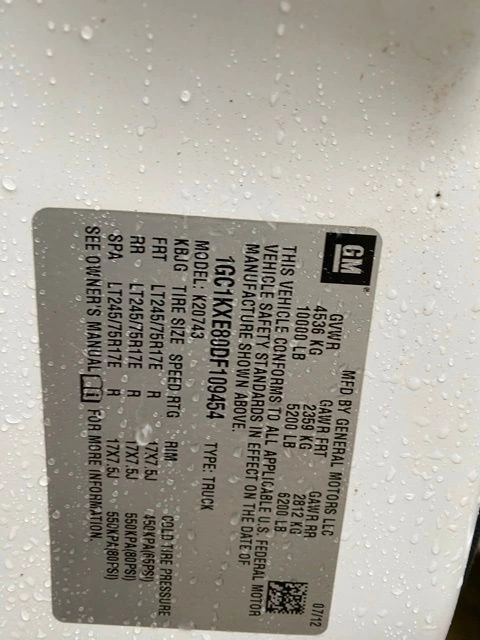 GM
MFD BY GENERAL MOTORS LLC 07/12
GVWR GAWR FRT GAWR RR
4536 KG 2359 KG 2812 KG
10000 LB 5200 LB 6200 LB
THIS VEHICLE CONFORMS TO ALL APPLICABLE U.S. FEDERAL MOTOR
VEHICLE SAFETY STANDARDS IN EFFECT ON THE DATE OF
MANUFACTURE SHOWN ABOVE.
1GC1KXE80DF109454 TYPE: TRUCK
MODEL: K20743
KBJG TIRE SIZE SPEED RTG RIM COLD TIRE PRESSURE
FRT LT245/75R17E R 17X7.5J 450KPA(65PSI)
RR LT245/75R17E R 17X7.5J 550KPA(80PSI)
SPA LT245/75R17E R 17X7.5J 550KPA(80PSI)
SEE OWNER'S MANUAL FOR MORE INFORMATION.